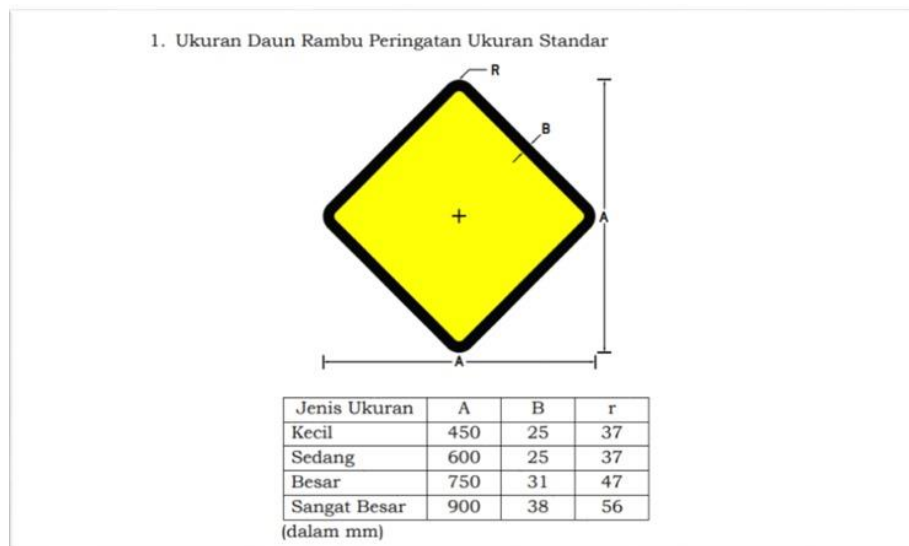 1. Ukuran Daun Rambu Peringatan Ukuran Standar
R
B
A
A
Jenis Ukuran A B r
Kecil 450 25 37
Sedang 600 25 37
Besar 750 31 47
Sangat Besar 900 38 56
(dalam mm)